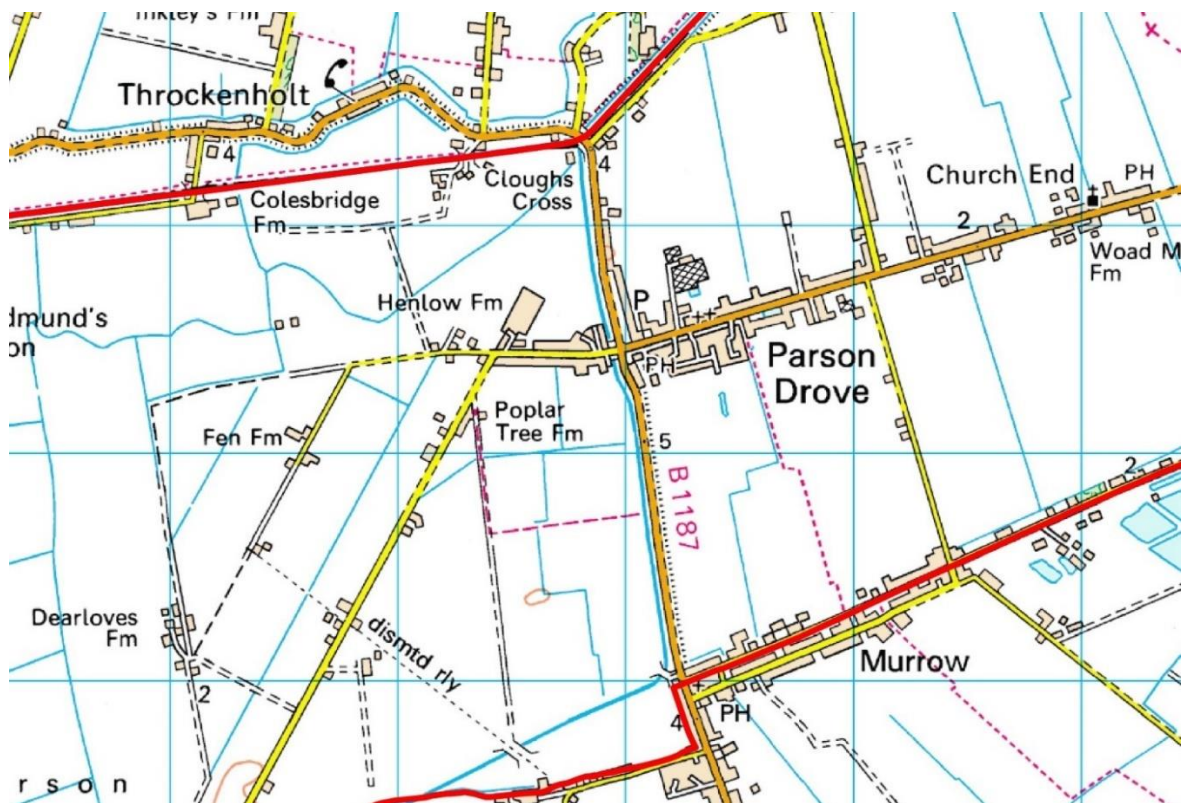 Throckenholt
4
Colesbridge
Fm
Cloughs
Cross
4
Church End
PH
2
Woad M
Fm
Henlow Fm
dmund's
on
P
PH
Parson
Drove
Poplar
Tree Fm
Fen Fm
5
B 1187
2
Dearloves
Fm
2
dismtd rly
Murrow
4
PH
r s o n